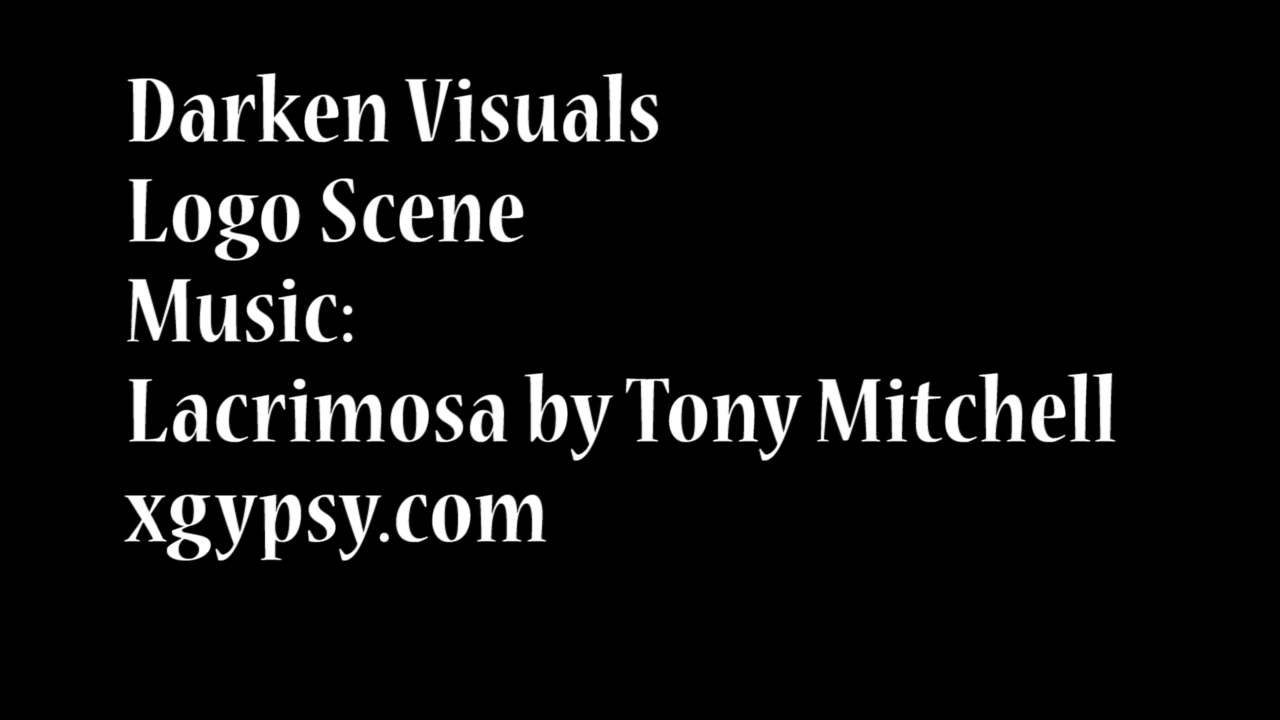 Darken Visuals
Logo Scene
Music:
Lacrimosa by Tony Mitchell
xgypsy.com